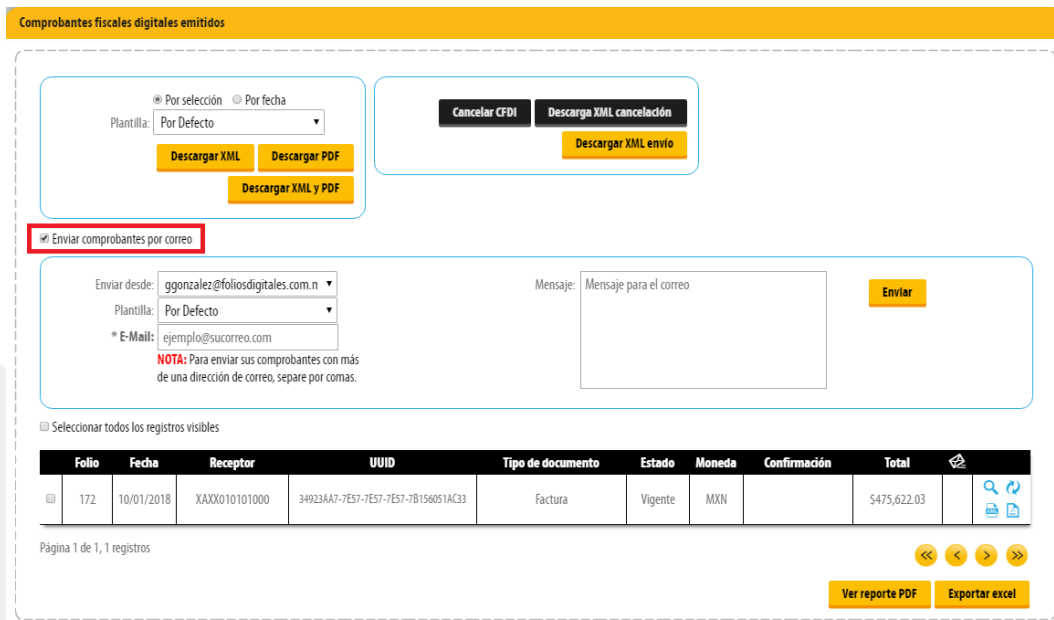 Comprobantes fiscales digitales emitidos
Por selección Por fecha
Plantilla: Por Defecto
Descargar XML Descargar PDF
Descargar XML y PDF
Cancelar CFDI Descarga XML cancelación
Descargar XML envío
Enviar comprobantes por correo
Enviar desde: ggonzalez@foliosdigitales.com.n
Plantilla: Por Defecto
* E-Mail: ejemplo@sucorreo.com
NOTA: Para enviar sus comprobantes con más
de una dirección de correo, separe por comas.
Mensaje: Mensaje para el correo
Enviar
Seleccionar todos los registros visibles
Folio Fecha Receptor UUID Tipo de documento Estado Moneda Confirmación Total
172 10/01/2018 XAXX010101000 34923AA7-7E57-7E57-7E57-7B156051AC33 Factura Vigente MXN $475,622.03
Página 1 de 1, 1 registros
Ver reporte PDF Exportar excel